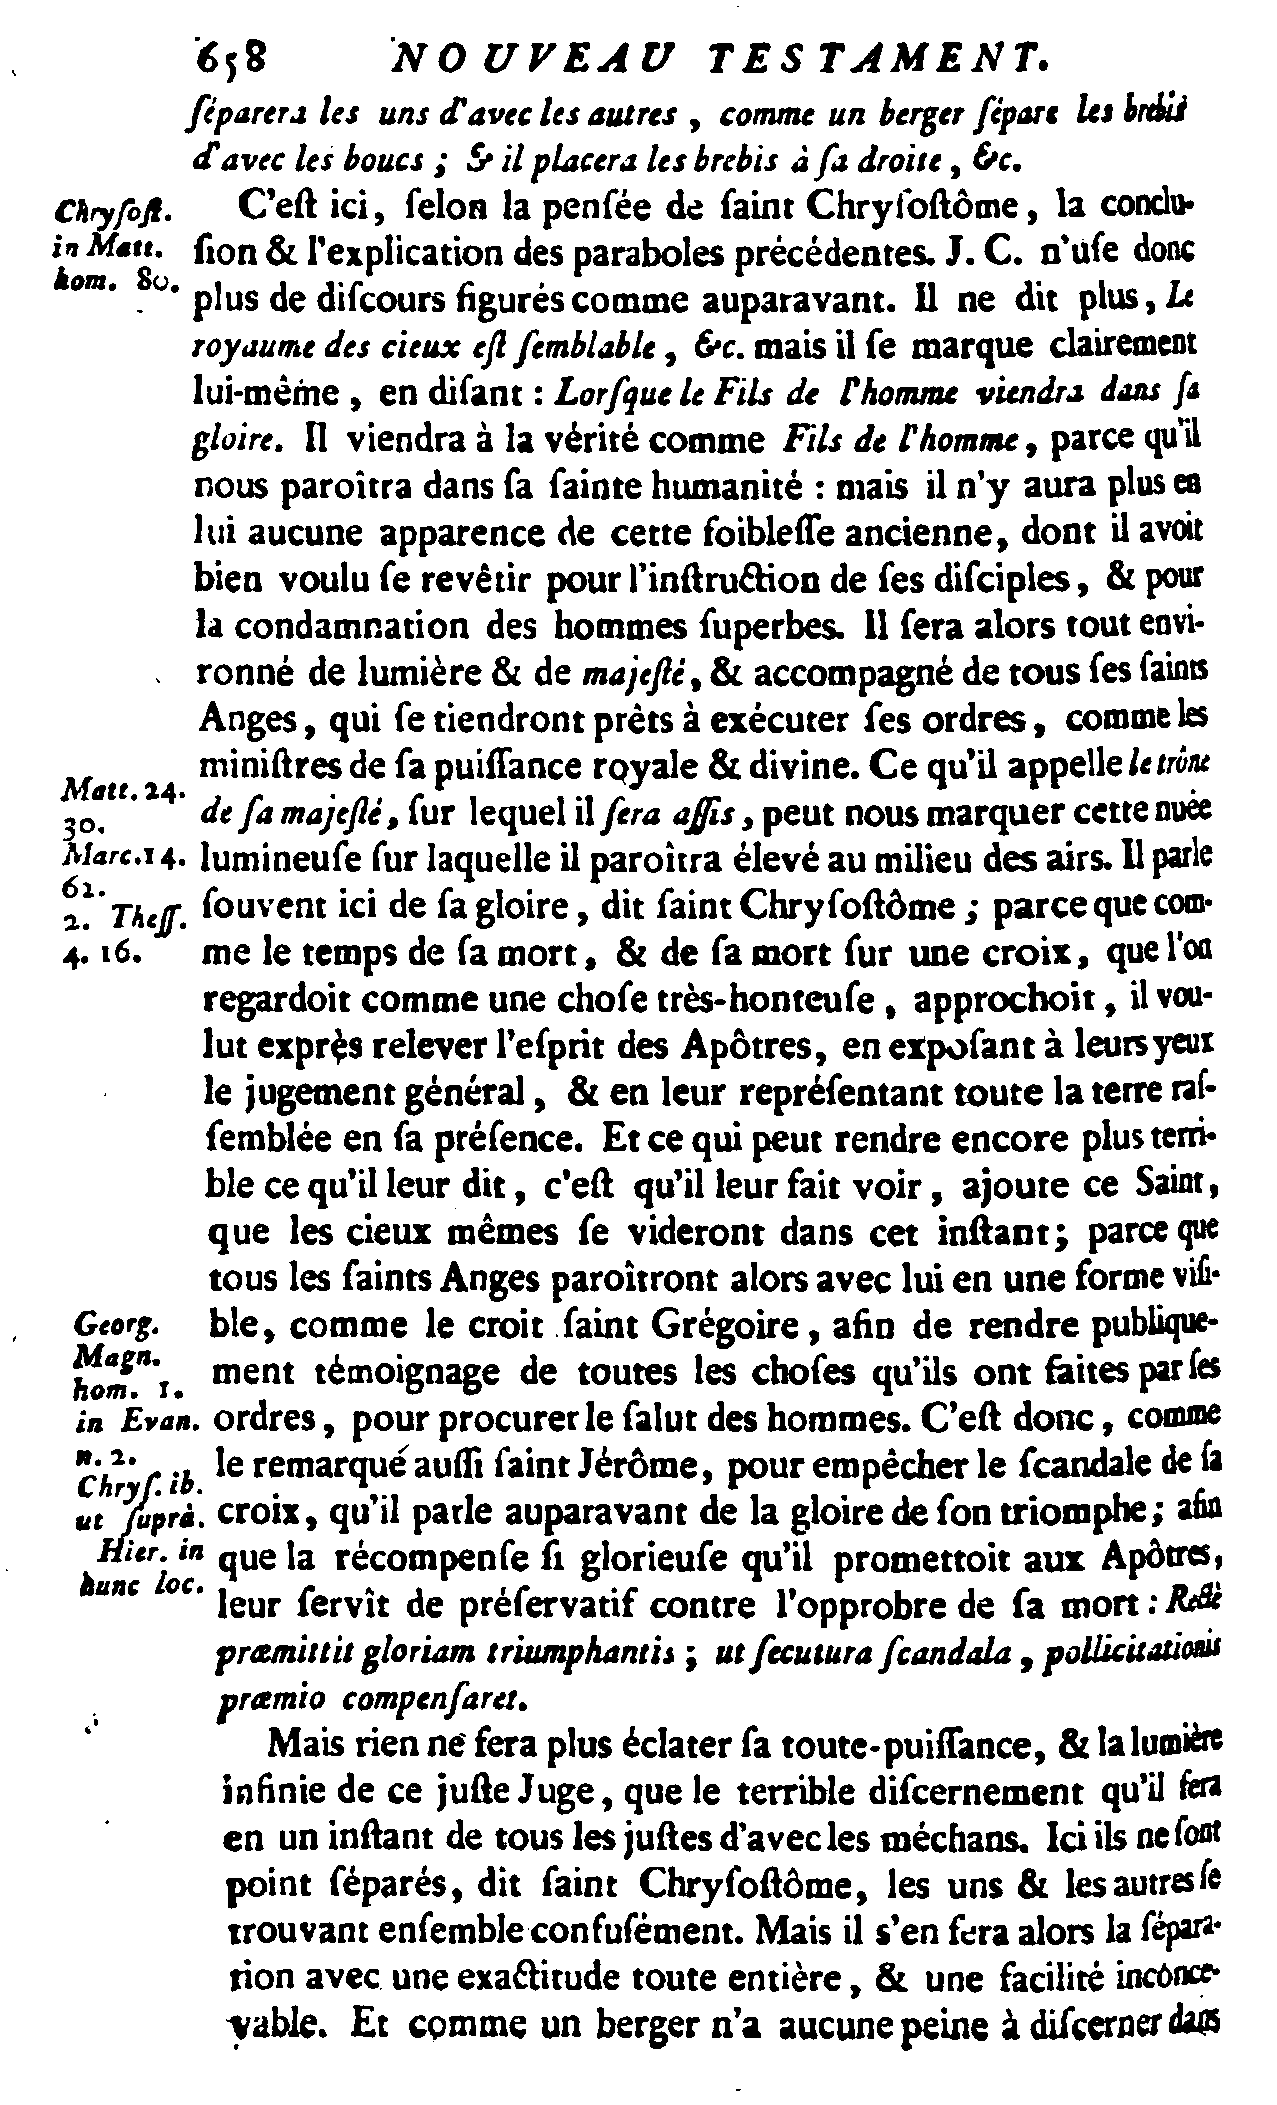 658 NOUVEAU TESTAMENT.
ſéparera les uns d'avec les autres, comme un berger ſépare les brebis
d'avec les boucs; & il placera les brebis à ſa droite, &c.
Chryſoſt.
in Matt.
hom. 80.
C'eſt ici, ſelon la penſée de ſaint Chryſoſtôme, la conclu-
ſion & l'explication des paraboles précédentes. J. C. n'uſe donc
plus de diſcours figurés comme auparavant. Il ne dit plus, Le
royaume des cieux eſt ſemblable, &c. mais il ſe marque clairement
lui-même, en diſant : Lorſque le Fils de l'homme viendra dans ſa
gloire. Il viendra à la vérité comme Fils de l'homme, parce qu'il
nous paroîtra dans ſa ſainte humanité : mais il n'y aura plus en
lui aucune apparence de cette foibleſſe ancienne, dont il avoit
bien voulu ſe revêtir pour l'inſtruction de ſes diſciples, & pour
la condamnation des hommes ſuperbes. Il ſera alors tout envi-
ronné de lumière & de majeſté, & accompagné de tous ſes ſaints
Anges, qui ſe tiendront prêts à exécuter ſes ordres, comme les
miniſtres de ſa puiſſance royale & divine. Ce qu'il appelle le trône
de ſa majeſté, ſur lequel il ſera aſſis, peut nous marquer cette nuée
lumineuſe ſur laquelle il paroîtra élevé au milieu des airs. Il parle
ſouvent ici de ſa gloire, dit ſaint Chryſoſtôme; parce que com-
me le temps de ſa mort, & de ſa mort ſur une croix, que l'on
regardoit comme une choſe très-honteuſe, approchoit, il vou-
lut exprès relever l'eſprit des Apôtres, en expoſant à leurs yeux
le jugement général, & en leur repréſentant toute la terre raſ-
ſemblée en ſa préſence. Et ce qui peut rendre encore plus terri-
ble ce qu'il leur dit, c'eſt qu'il leur fait voir, ajoute ce Saint,
que les cieux mêmes ſe videront dans cet inſtant; parce que
tous les ſaints Anges paroîtront alors avec lui en une forme viſi-
ble, comme le croit ſaint Grégoire, afin de rendre publique-
ment témoignage de toutes les choſes qu'ils ont faites par ſes
ordres, pour procurer le ſalut des hommes. C'eſt donc, comme
le remarqué auſſi ſaint Jérôme, pour empêcher le ſcandale de ſa
croix, qu'il parle auparavant de la gloire de ſon triomphe; afin
que la récompenſe ſi glorieuſe qu'il promettoit aux Apôtres,
leur ſervît de préſervatif contre l'opprobre de ſa mort : Rectè
præmittit gloriam triumphantis; ut ſecutura ſcandala, pollicitationis
præmio compenſaret.
Matt. 24.
30.
Marc. 14.
62.
2. Theſſ.
4. 16.
Georg.
Magn.
hom. 1.
in Evan.
n. 2.
Chryſ. ib.
ut ſuprà.
Hier. in
hunc loc.
Mais rien ne fera plus éclater ſa toute-puiſſance, & la lumière
infinie de ce juſte Juge, que le terrible diſcernement qu'il fera
en un inſtant de tous les juſtes d'avec les méchans. Ici ils ne ſont
point ſéparés, dit ſaint Chryſoſtôme, les uns & les autres ſe
trouvant enſemble confuſément. Mais il s'en fera alors la ſépara-
tion avec une exactitude toute entière, & une facilité inconce-
vable. Et comme un berger n'a aucune peine à diſcerner dans